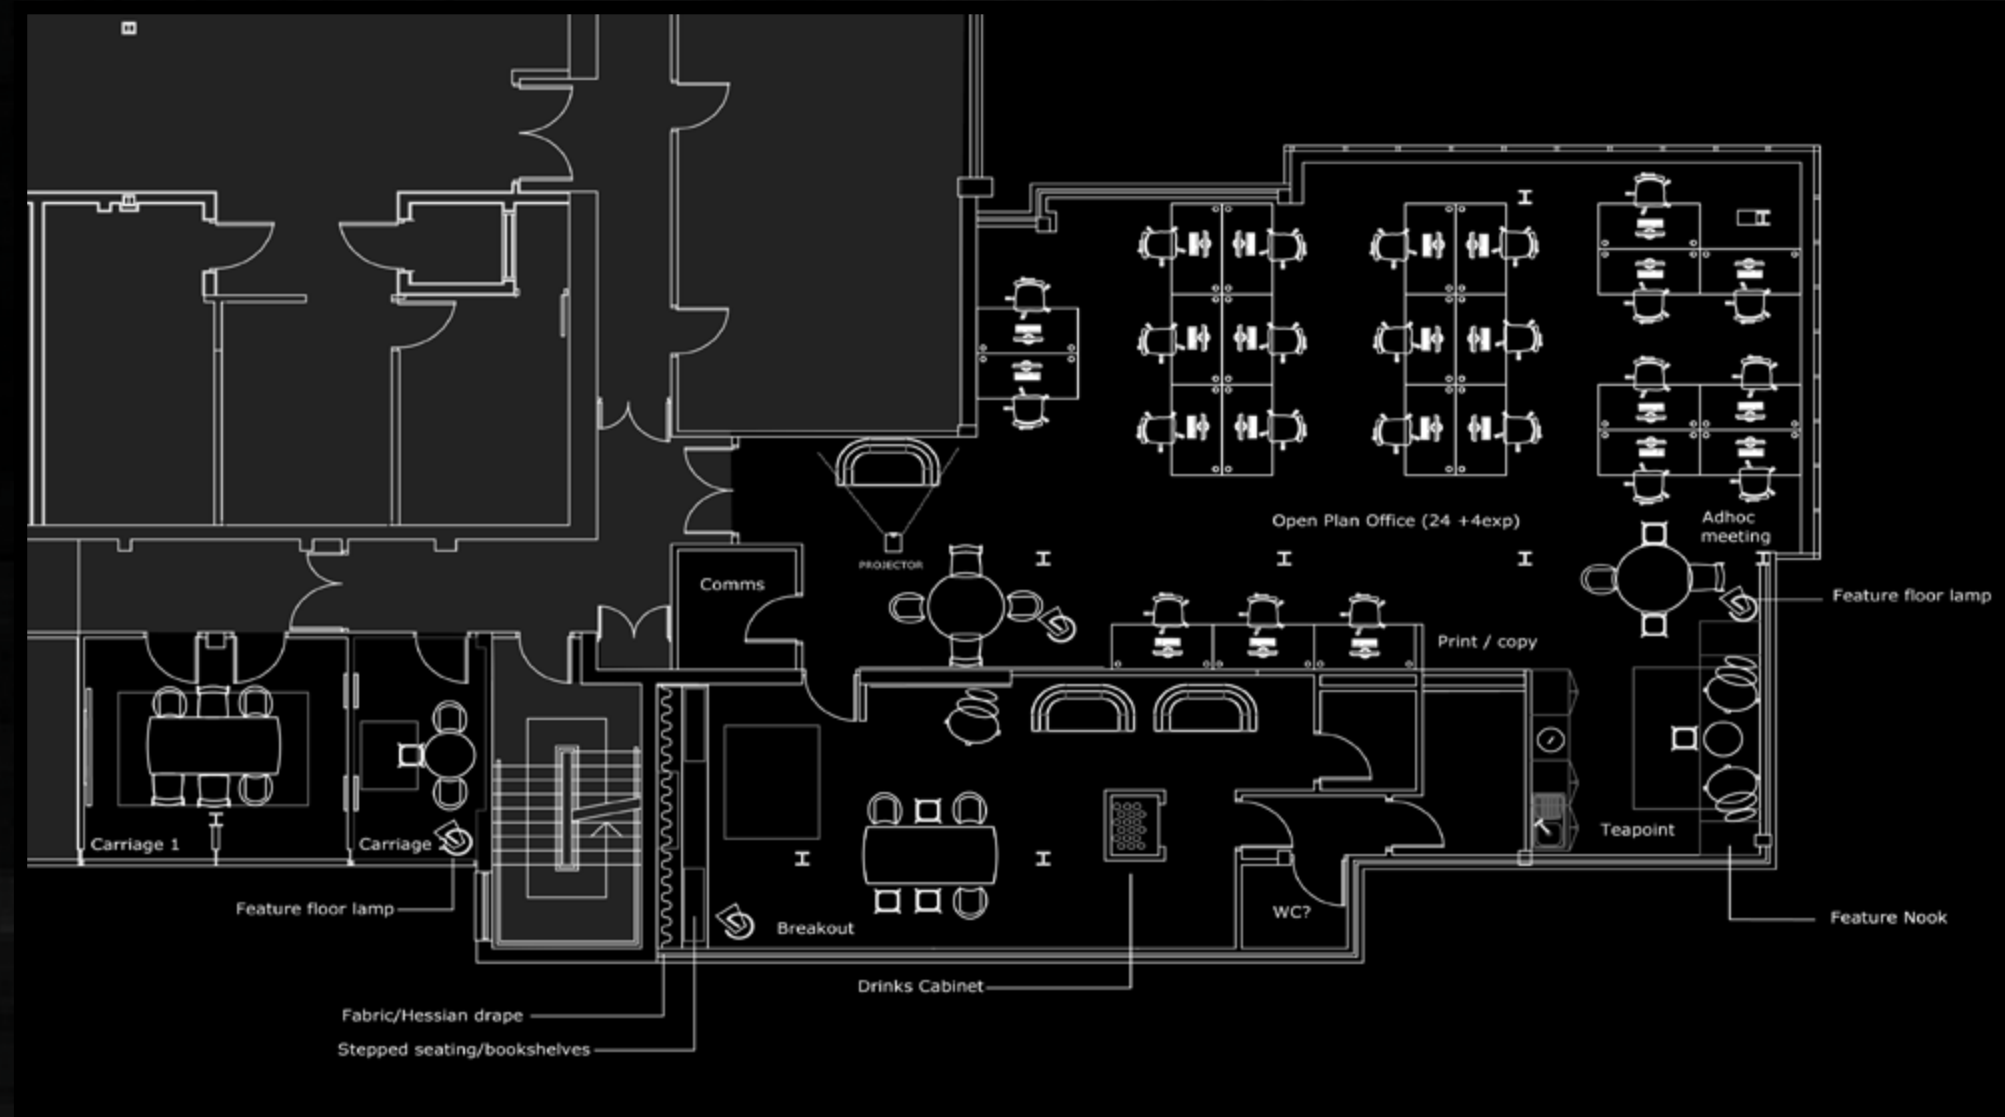 Open Plan Office (24 +4exp)
Adhoc
meeting
PROJECTOR
Comms
Feature floor lamp
Print / copy
Carriage 1
Carriage
Teapoint
Feature floor lamp
WC?
Breakout
Feature Nook
Drinks Cabinet
Fabric/Hessian drape
Stepped seating/bookshelves